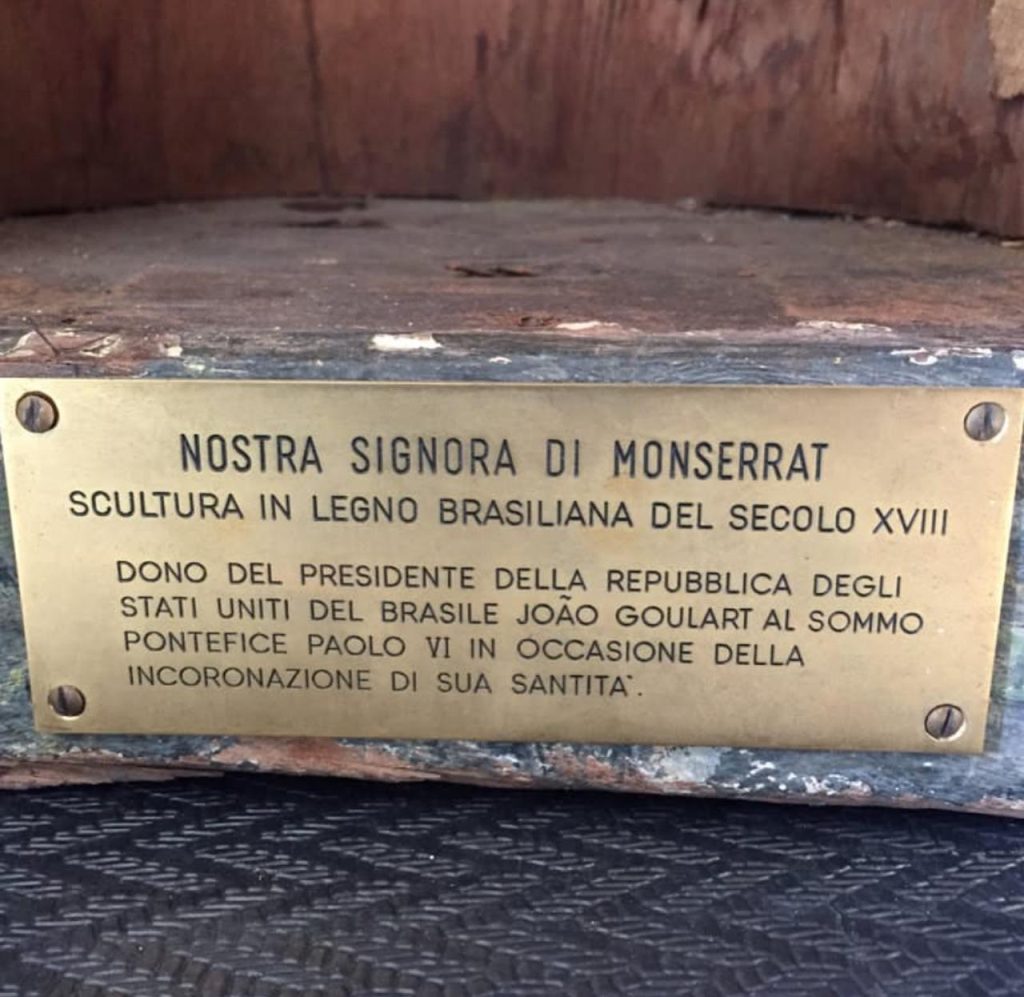 NOSTRA SIGNORA DI MONSERRAT
SCULTURA IN LEGNO BRASILIANA DEL SECOLO XVIII
DONO DEL PRESIDENTE DELLA REPUBBLICA DEGLI
STATI UNITI DEL BRASILE JOÃO GOULART AL SOMMO
PONTEFICE PAOLO VI IN OCCASIONE DELLA
INCORONAZIONE DI SUA SANTITA`.